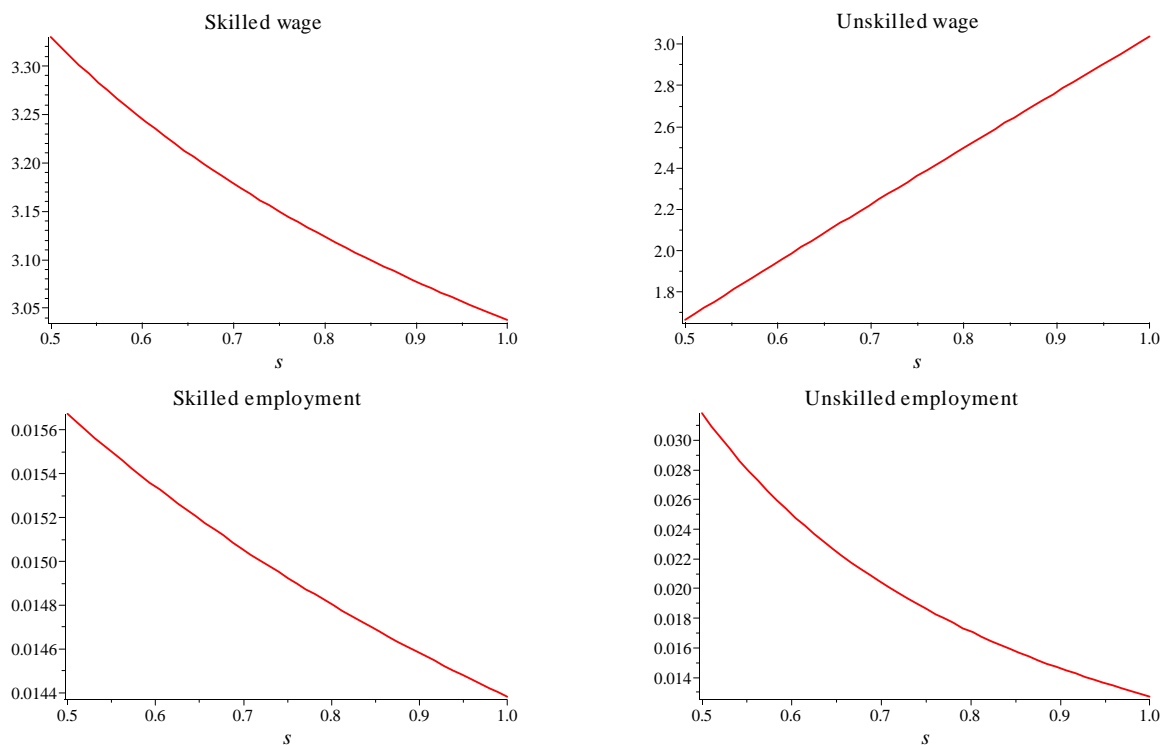 Skilled wage
3.30
3.25
3.20
3.15
3.10
3.05
0.5 0.6 0.7 0.8 0.9 1.0
s
Unskilled wage
3.0
2.8
2.6
2.4
2.2
2.0
1.8
0.5 0.6 0.7 0.8 0.9 1.0
s
Skilled employment
0.0156
0.0154
0.0152
0.0150
0.0148
0.0146
0.0144
0.5 0.6 0.7 0.8 0.9 1.0
s
Unskilled employment
0.030
0.028
0.026
0.024
0.022
0.020
0.018
0.016
0.014
0.5 0.6 0.7 0.8 0.9 1.0
s